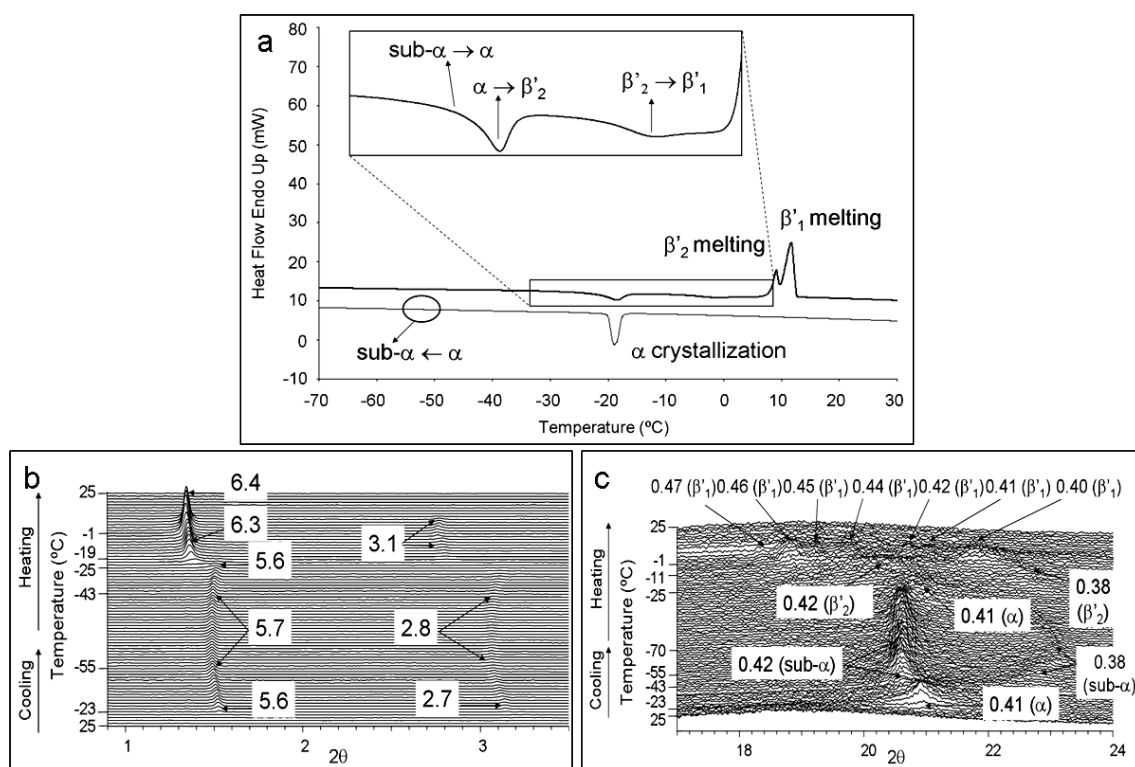 a
80
70
60
50
40
30
20
10
0
-10
Heat Flow Endo Up (mW)
sub-α → α
α → β'₂
β'₂ → β'₁
β'₂ melting
β'₁ melting
sub-α ← α
α crystallization
-70 -60 -50 -40 -30 -20 -10 0 10 20 30
Temperature (ºC)
b
Heating
Cooling
Temperature (ºC)
25
-1
-19
-25
-43
-55
-23
25
6.4
6.3
3.1
5.6
5.7
2.8
5.6
2.7
1 2 3
2θ
c
0.47 (β'₁) 0.46 (β'₁) 0.45 (β'₁) 0.44 (β'₁) 0.42 (β'₁) 0.41 (β'₁) 0.40 (β'₁)
Heating
Cooling
Temperature (ºC)
25
-1
-11
-25
-70
-55
-43
-23
25
0.42 (β'₂)
0.41 (α)
0.38
(β'₂)
0.42 (sub-α)
0.38
(sub-α)
0.41 (α)
18 20 22 24
2θ